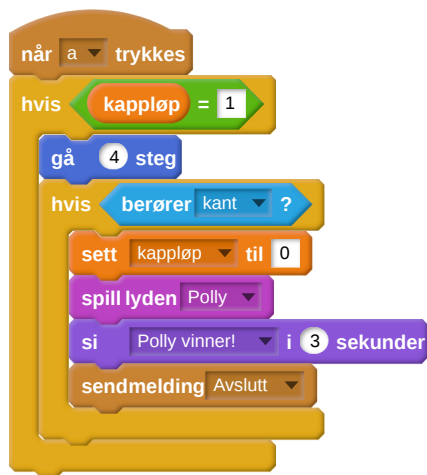 når a trykkes
hvis kappløp = 1
gå 4 steg
hvis berører kant ?
sett kappløp til 0
spill lyden Polly
si Polly vinner! i 3 sekunder
sendmelding Avslutt